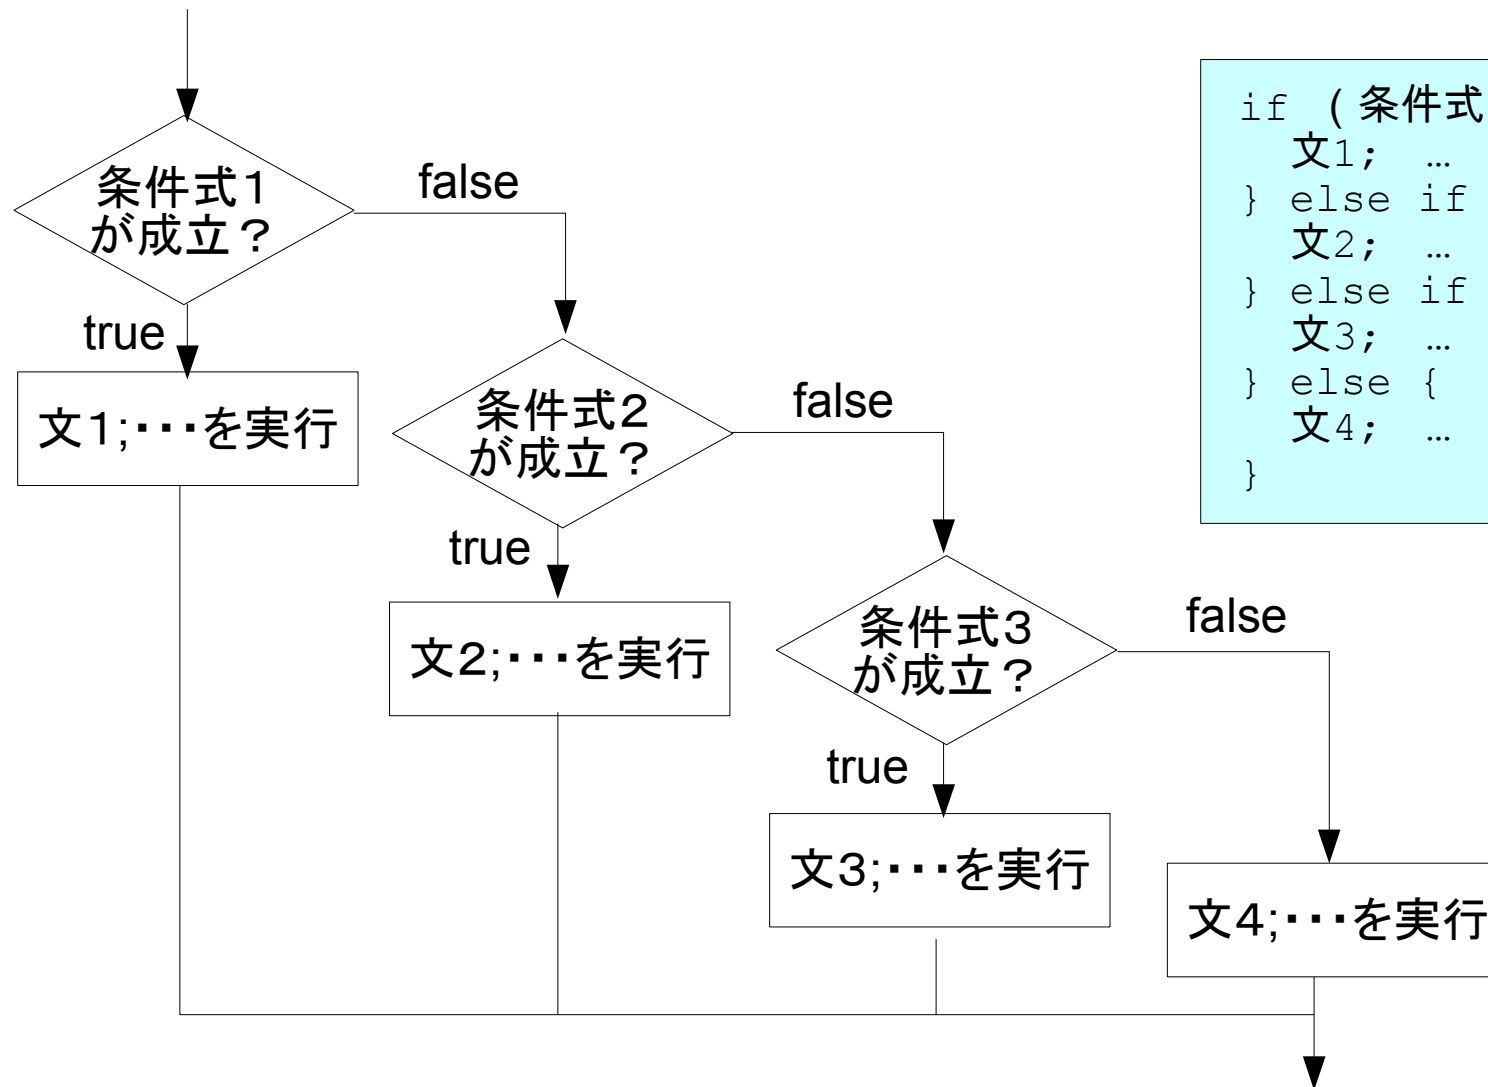 条件式１
が成立？
false
true
文１;・・・を実行
条件式２
が成立？
false
true
文２;・・・を実行
条件式３
が成立？
false
true
文３;・・・を実行
文４;・・・を実行
if (条件式
文1; …
} else if
文2; …
} else if
文3; …
} else {
文4; …
}